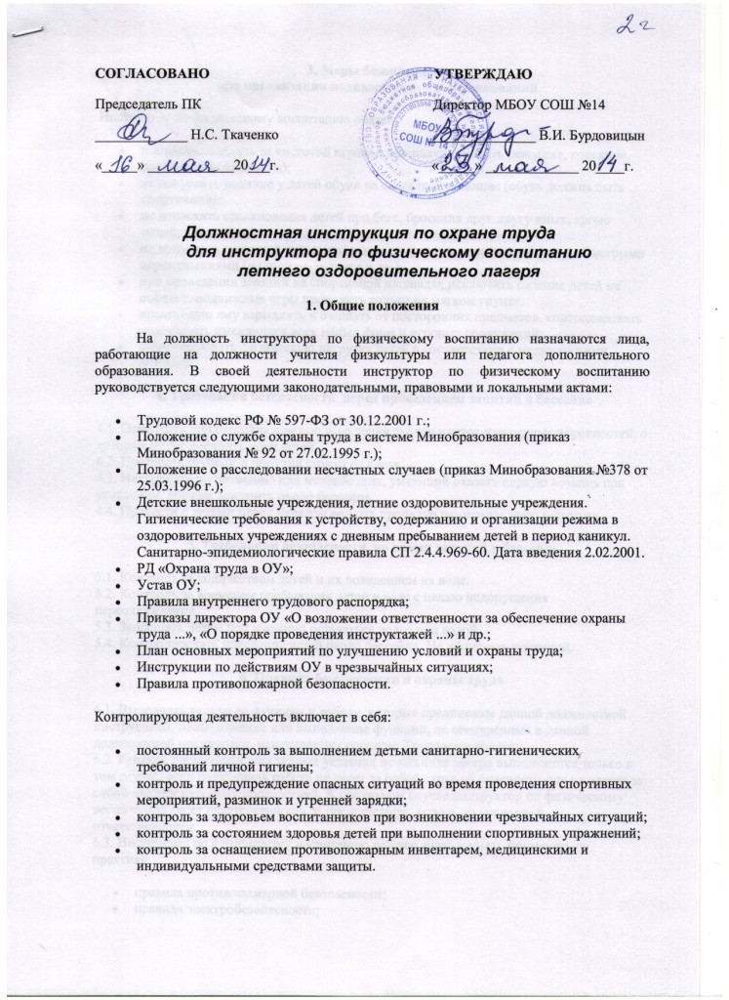 2г
СОГЛАСОВАНО УТВЕРЖДАЮ
Председатель ПК Директор МБОУ СОШ №14
Н.С. Ткаченко В.И. Бурдовицын
« 16 » мая 2014г. « 23 » мая 2014 г.
МБОУ
СОШ № 14
Должностная инструкция по охране труда
для инструктора по физическому воспитанию
летнего оздоровительного лагеря
1. Общие положения
На должность инструктора по физическому воспитанию назначаются лица,
работающие на должности учителя физкультуры или педагога дополнительного
образования. В своей деятельности инструктор по физическому воспитанию
руководствуется следующими законодательными, правовыми и локальными актами:
• Трудовой кодекс РФ № 597-ФЗ от 30.12.2001 г.;
• Положение о службе охраны труда в системе Минобразования (приказ
Минобразования № 92 от 27.02.1995 г.);
• Положение о расследовании несчастных случаев (приказ Минобразования №378 от
25.03.1996 г.);
• Детские внешкольные учреждения, летние оздоровительные учреждения.
Гигиенические требования к устройству, содержанию и организации режима в
оздоровительных учреждениях с дневным пребыванием детей в период каникул.
Санитарно-эпидемиологические правила СП 2.4.4.969-60. Дата введения 2.02.2001.
• РД «Охрана труда в ОУ»;
• Устав ОУ;
• Правила внутреннего трудового распорядка;
• Приказы директора ОУ «О возложении ответственности за обеспечение охраны
труда ...», «О порядке проведения инструктажей ...» и др.;
• План основных мероприятий по улучшению условий и охраны труда;
• Инструкции по действиям ОУ в чрезвычайных ситуациях;
• Правила противопожарной безопасности.
Контролирующая деятельность включает в себя:
• постоянный контроль за выполнением детьми санитарно-гигиенических
требований личной гигиены;
• контроль и предупреждение опасных ситуаций во время проведения спортивных
мероприятий, разминок и утренней зарядки;
• контроль за здоровьем воспитанников при возникновении чрезвычайных ситуаций;
• контроль за состоянием здоровья детей при выполнении спортивных упражнений;
• контроль за оснащением противопожарным инвентарем, медицинскими и
индивидуальными средствами защиты.